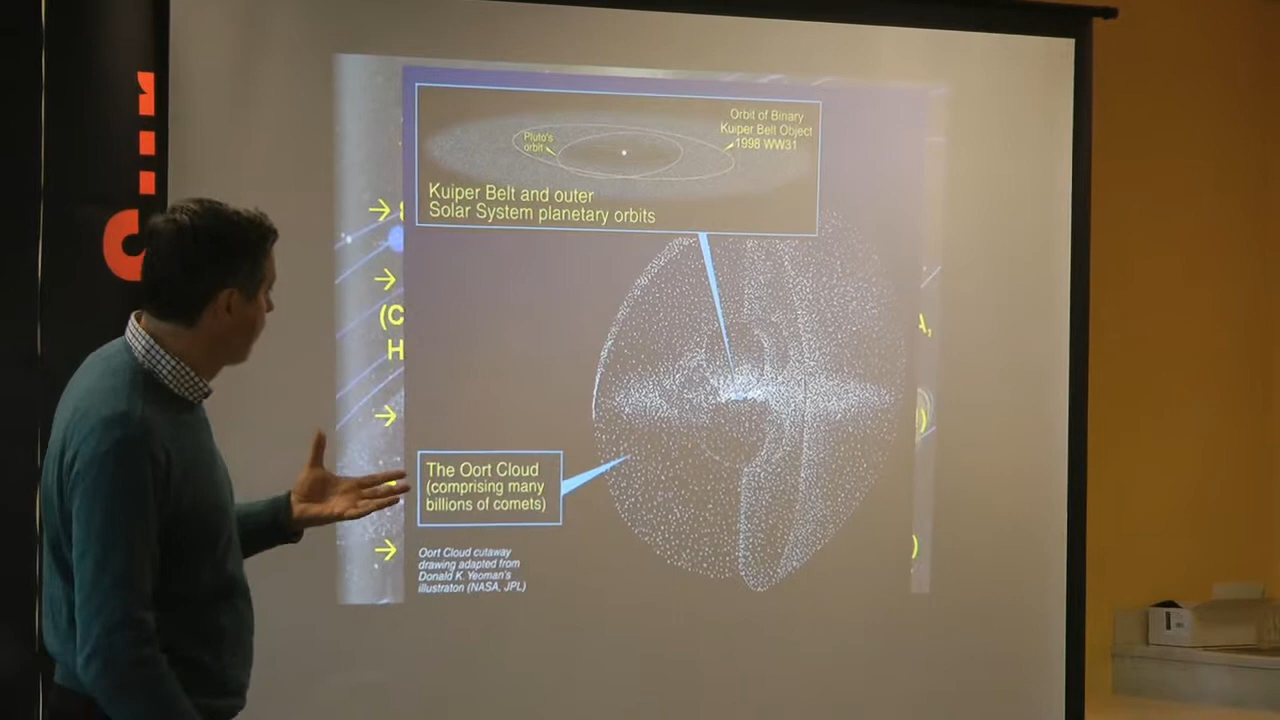 Pluto's
orbit
Orbit of Binary
Kuiper Belt Object
1998 WW31
Kuiper Belt and outer
Solar System planetary orbits
(C
H
A,
)
The Oort Cloud
(comprising many
billions of comets)
)
Oort Cloud cutaway
drawing adapted from
Donald K. Yeoman's
illustraton (NASA, JPL)